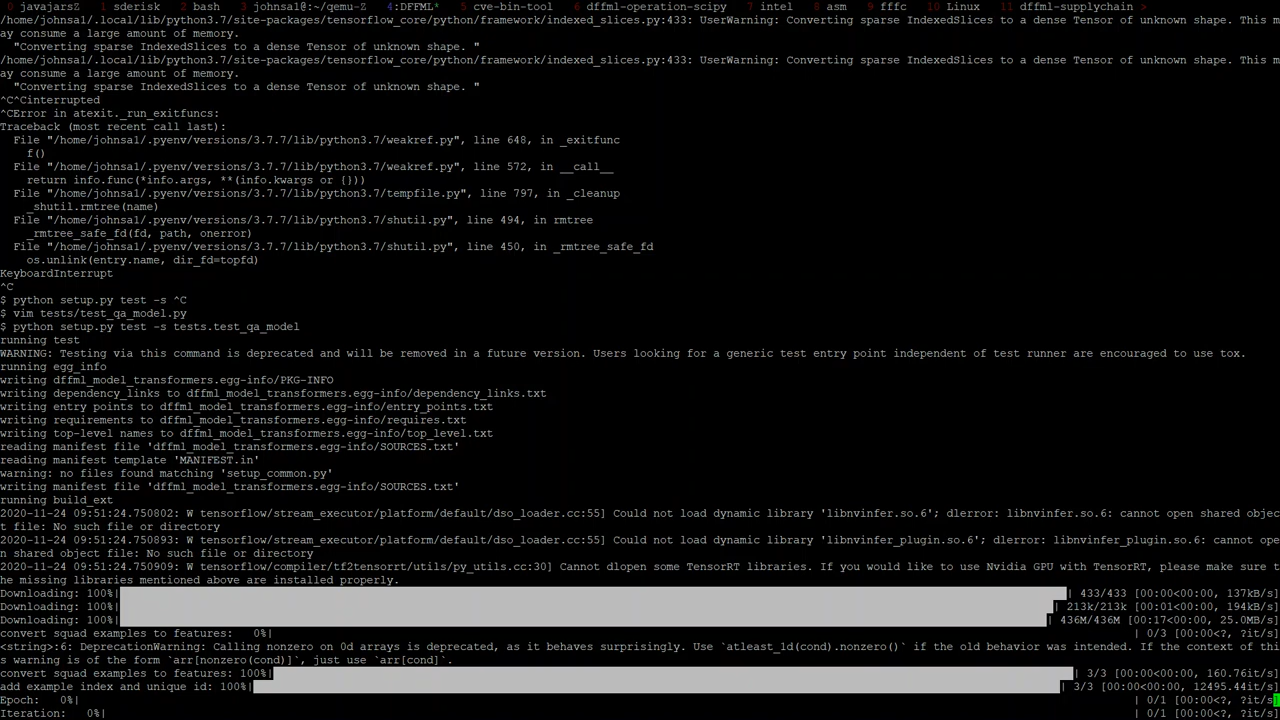 0 javajarsZ 1 sderisk 2 bash 3 johnsa1@:~/qemu-Z 4:DFFML* 5 cve-bin-tool 6 dffml-operation-scipy 7 intel 8 asm 9 fffc 10 Linux 11 dffml-supplychain >
/home/johnsa1/.local/lib/python3.7/site-packages/tensorflow_core/python/framework/indexed_slices.py:433: UserWarning: Converting sparse IndexedSlices to a dense Tensor of unknown shape. This m
ay consume a large amount of memory.
  "Converting sparse IndexedSlices to a dense Tensor of unknown shape. "
/home/johnsa1/.local/lib/python3.7/site-packages/tensorflow_core/python/framework/indexed_slices.py:433: UserWarning: Converting sparse IndexedSlices to a dense Tensor of unknown shape. This m
ay consume a large amount of memory.
  "Converting sparse IndexedSlices to a dense Tensor of unknown shape. "
^C^Cinterrupted
^CError in atexit._run_exitfuncs:
Traceback (most recent call last):
  File "/home/johnsa1/.pyenv/versions/3.7.7/lib/python3.7/weakref.py", line 648, in _exitfunc
    f()
  File "/home/johnsa1/.pyenv/versions/3.7.7/lib/python3.7/weakref.py", line 572, in __call__
    return info.func(*info.args, **(info.kwargs or {}))
  File "/home/johnsa1/.pyenv/versions/3.7.7/lib/python3.7/tempfile.py", line 797, in _cleanup
    _shutil.rmtree(name)
  File "/home/johnsa1/.pyenv/versions/3.7.7/lib/python3.7/shutil.py", line 494, in rmtree
    _rmtree_safe_fd(fd, path, onerror)
  File "/home/johnsa1/.pyenv/versions/3.7.7/lib/python3.7/shutil.py", line 450, in _rmtree_safe_fd
    os.unlink(entry.name, dir_fd=topfd)
KeyboardInterrupt
^C
$ python setup.py test -s ^C
$ vim tests/test_qa_model.py
$ python setup.py test -s tests.test_qa_model
running test
WARNING: Testing via this command is deprecated and will be removed in a future version. Users looking for a generic test entry point independent of test runner are encouraged to use tox.
running egg_info
writing dffml_model_transformers.egg-info/PKG-INFO
writing dependency_links to dffml_model_transformers.egg-info/dependency_links.txt
writing entry points to dffml_model_transformers.egg-info/entry_points.txt
writing requirements to dffml_model_transformers.egg-info/requires.txt
writing top-level names to dffml_model_transformers.egg-info/top_level.txt
reading manifest file 'dffml_model_transformers.egg-info/SOURCES.txt'
reading manifest template 'MANIFEST.in'
warning: no files found matching 'setup_common.py'
writing manifest file 'dffml_model_transformers.egg-info/SOURCES.txt'
running build_ext
2020-11-24 09:51:24.750802: W tensorflow/stream_executor/platform/default/dso_loader.cc:55] Could not load dynamic library 'libnvinfer.so.6'; dlerror: libnvinfer.so.6: cannot open shared objec
t file: No such file or directory
2020-11-24 09:51:24.750893: W tensorflow/stream_executor/platform/default/dso_loader.cc:55] Could not load dynamic library 'libnvinfer_plugin.so.6'; dlerror: libnvinfer_plugin.so.6: cannot ope
n shared object file: No such file or directory
2020-11-24 09:51:24.750909: W tensorflow/compiler/tf2tensorrt/utils/py_utils.cc:30] Cannot dlopen some TensorRT libraries. If you would like to use Nvidia GPU with TensorRT, please make sure t
he missing libraries mentioned above are installed properly.
Downloading: 100%| | 433/433 [00:00<00:00, 137kB/s]
Downloading: 100%| | 213k/213k [00:01<00:00, 194kB/s]
Downloading: 100%| | 436M/436M [00:17<00:00, 25.0MB/s]
convert squad examples to features:   0%| | 0/3 [00:00<?, ?it/s]
<string>:6: DeprecationWarning: Calling nonzero on 0d arrays is deprecated, as it behaves surprisingly. Use `atleast_1d(cond).nonzero()` if the old behavior was intended. If the context of thi
s warning is of the form `arr[nonzero(cond)]`, just use `arr[cond]`.
convert squad examples to features: 100%| | 3/3 [00:00<00:00, 160.76it/s]
add example index and unique id: 100%| | 3/3 [00:00<00:00, 12495.44it/s]
Epoch:   0%| | 0/1 [00:00<?, ?it/s]
Iteration:   0%| | 0/1 [00:00<?, ?it/s]